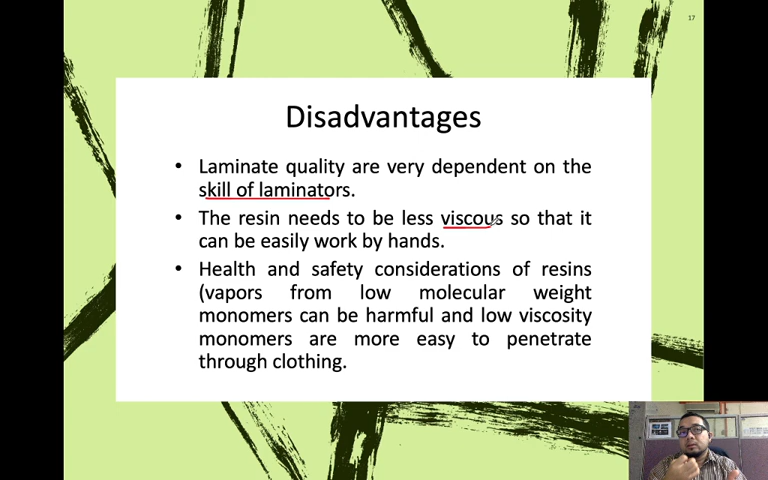 17
Disadvantages
• Laminate quality are very dependent on the
skill of laminators.
• The resin needs to be less viscous so that it
can be easily work by hands.
• Health and safety considerations of resins
(vapors from low molecular weight
monomers can be harmful and low viscosity
monomers are more easy to penetrate
through clothing.